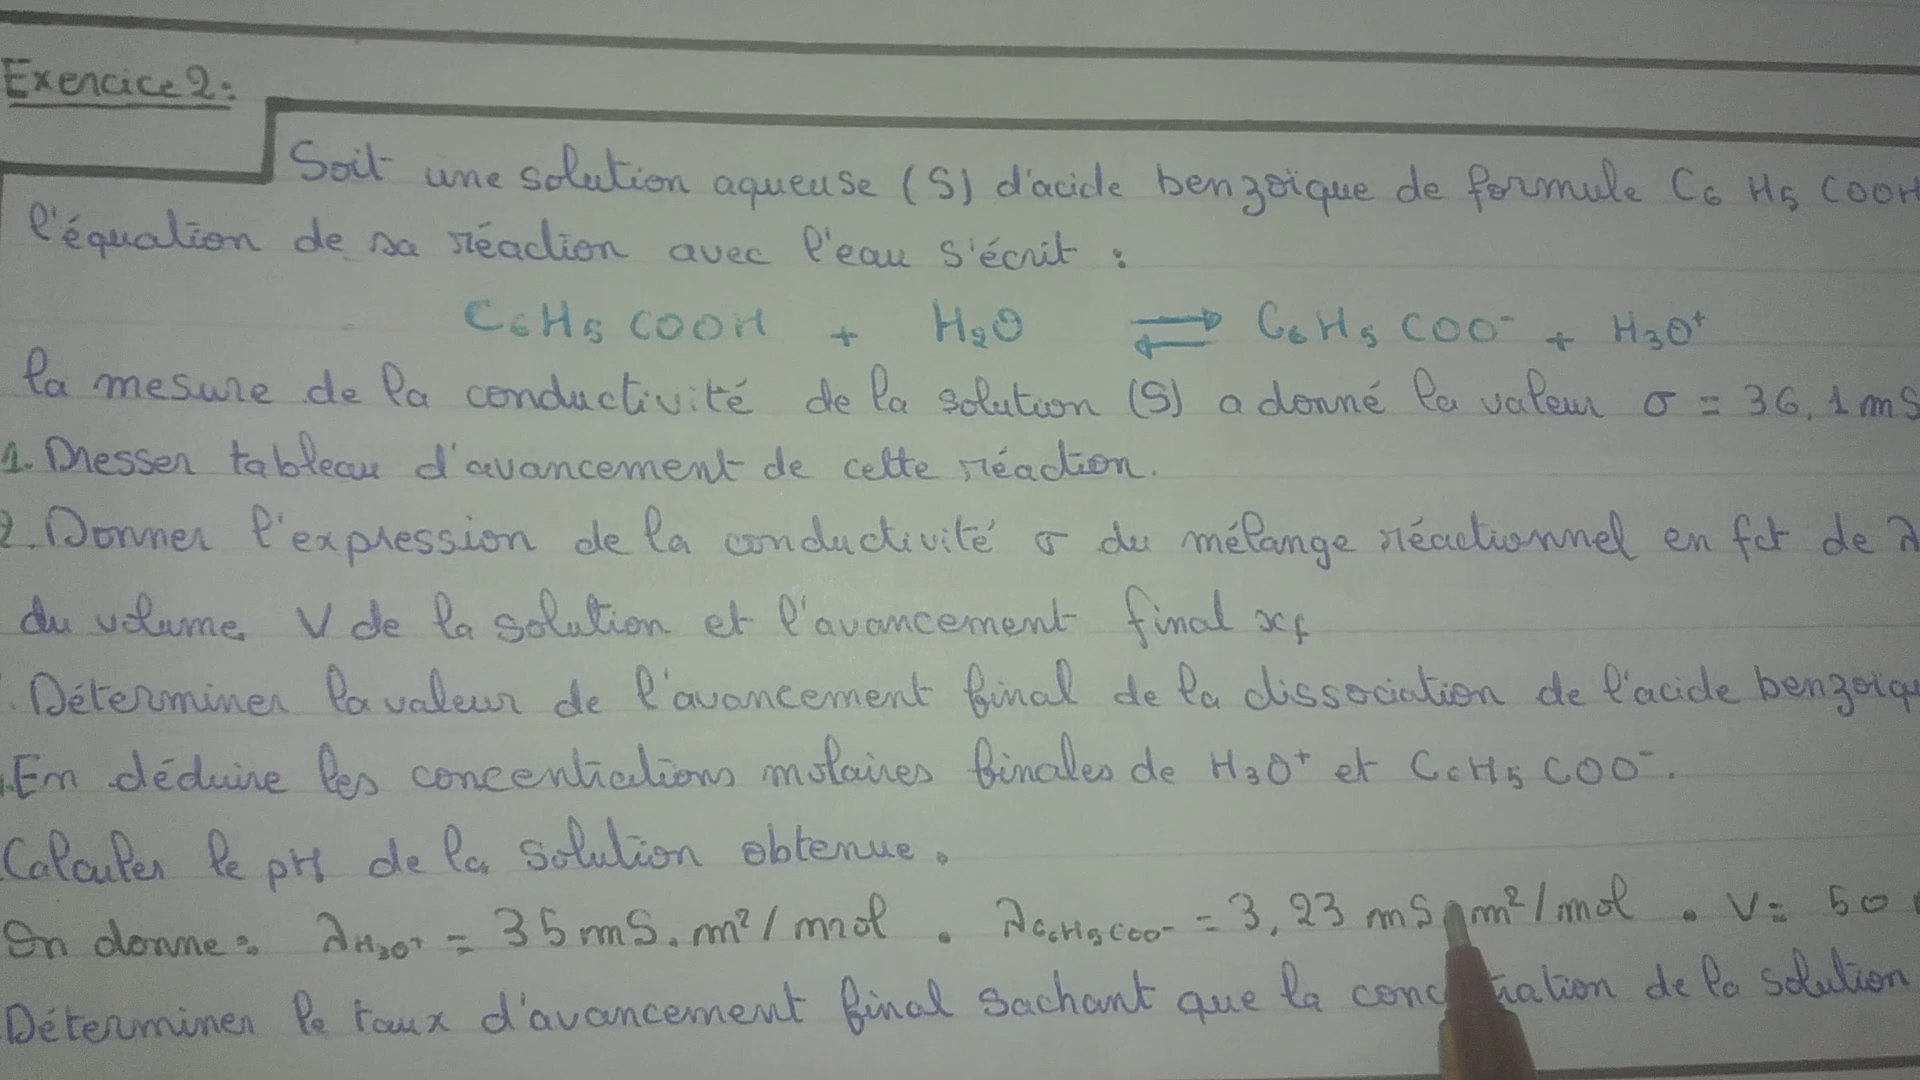 Exercice 2:
Soit une solution aqueuse (S) d'acide benzoïque de formule C6 H5 COOH
l'équation de sa réaction avec l'eau s'écrit :
C6H5 COOH + H2O ⇌ C6H5 COO- + H3O+
la mesure de la conductivité de la solution (S) a donné la valeur σ = 36,1 mS
1. Dresser tableau d'avancement de cette réaction.
2. Donner l'expression de la conductivité σ du mélange réactionnel en fct de λ
du volume V de la solution et l'avancement final xf
. Déterminer la valeur de l'avancement final de la dissociation de l'acide benzoïqu
. En déduire les concentrations molaires finales de H3O+ et C6H5 COO-.
Calculer le pH de la solution obtenue.
On donne: λH3O+ = 35 mS.m²/mol . λC6H5COO- = 3,23 mS m²/mol . V = 50
Déterminer le taux d'avancement final sachant que la de la solution